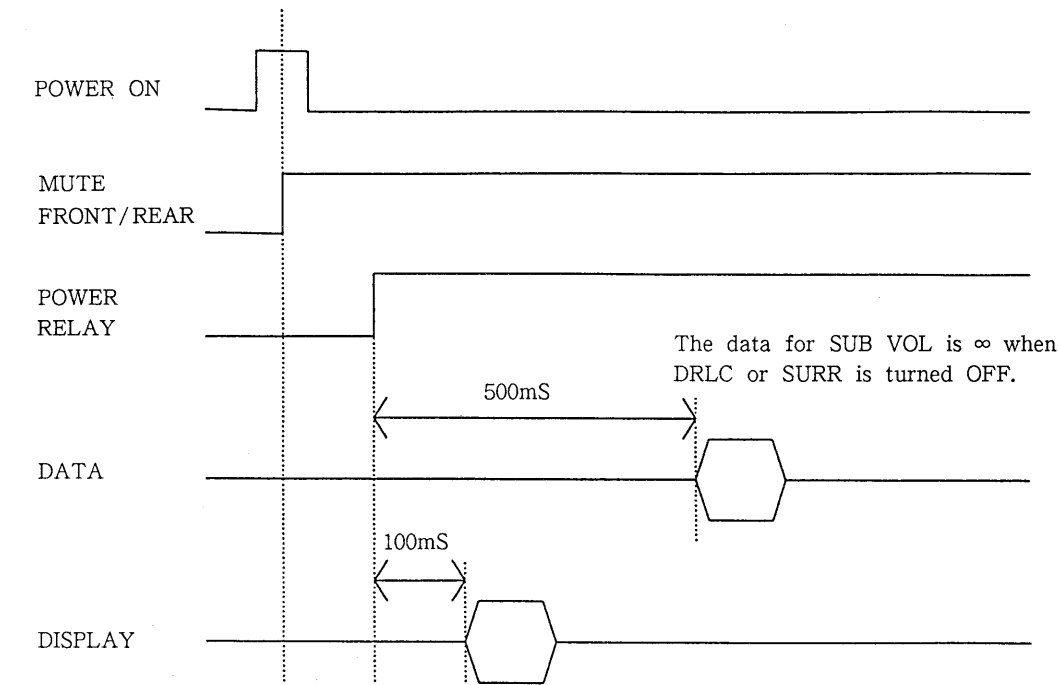 POWER ON
MUTE
FRONT/REAR
POWER
RELAY
The data for SUB VOL is ∞ when
DRLC or SURR is turned OFF.
500mS
DATA
100mS
DISPLAY